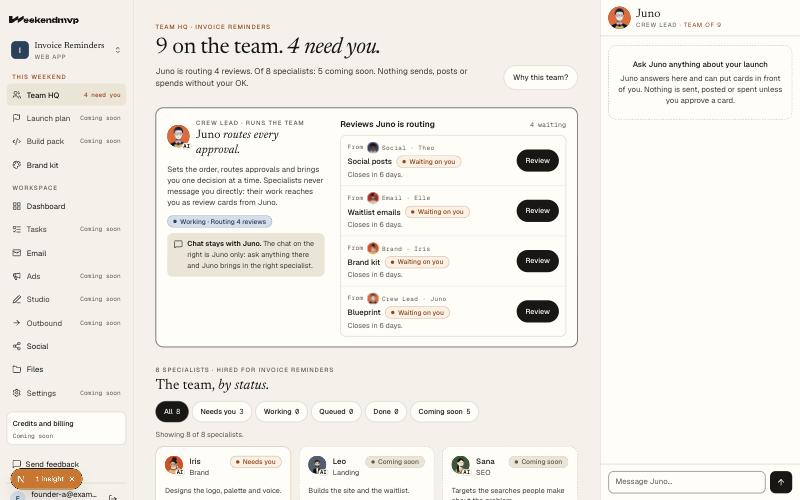 Weekendmvp
I
Invoice Reminders
WEB APP
THIS WEEKEND
Team HQ 4 need you
Launch plan Coming soon
Build pack Coming soon
Brand kit
WORKSPACE
Dashboard
Tasks Coming soon
Email
Ads Coming soon
Studio Coming soon
Outbound Coming soon
Social
Files
Settings Coming soon
Credits and billing
Coming soon
Send feedback
1 Insight
founder-a@exam...
TEAM HQ · INVOICE REMINDERS
9 on the team. 4 need you.
Juno is routing 4 reviews. Of 8 specialists: 5 coming soon. Nothing sends, posts or
spends without your OK.
Why this team?
CREW LEAD · RUNS THE TEAM
AI
Juno routes every
approval.
Sets the order, routes approvals and brings
you one decision at a time. Specialists never
message you directly: their work reaches
you as review cards from Juno.
Working · Routing 4 reviews
Chat stays with Juno. The chat on
the right is Juno only: ask anything there
and Juno brings in the right specialist.
Reviews Juno is routing 4 waiting
From Social · Theo
Social posts Waiting on you
Closes in 6 days.
Review
From Email · Elle
Waitlist emails Waiting on you
Closes in 6 days.
Review
From Brand · Iris
Brand kit Waiting on you
Closes in 6 days.
Review
From Crew Lead · Juno
Blueprint Waiting on you
Closes in 6 days.
Review
8 SPECIALISTS · HIRED FOR INVOICE REMINDERS
The team, by status.
All 8 Needs you 3 Working 0 Queued 0 Done 0 Coming soon 5
Showing 8 of 8 specialists.
AI
Iris
Brand
Needs you
Designs the logo, palette and voice.
AI
Leo
Landing
Coming soon
Builds the site and the waitlist.
AI
Sana
SEO
Coming soon
Targets the searches people make
Juno
CREW LEAD · TEAM OF 9
Ask Juno anything about your launch
Juno answers here and can put cards in front
of you. Nothing is sent, posted or spent unless
you approve a card.
Message Juno...